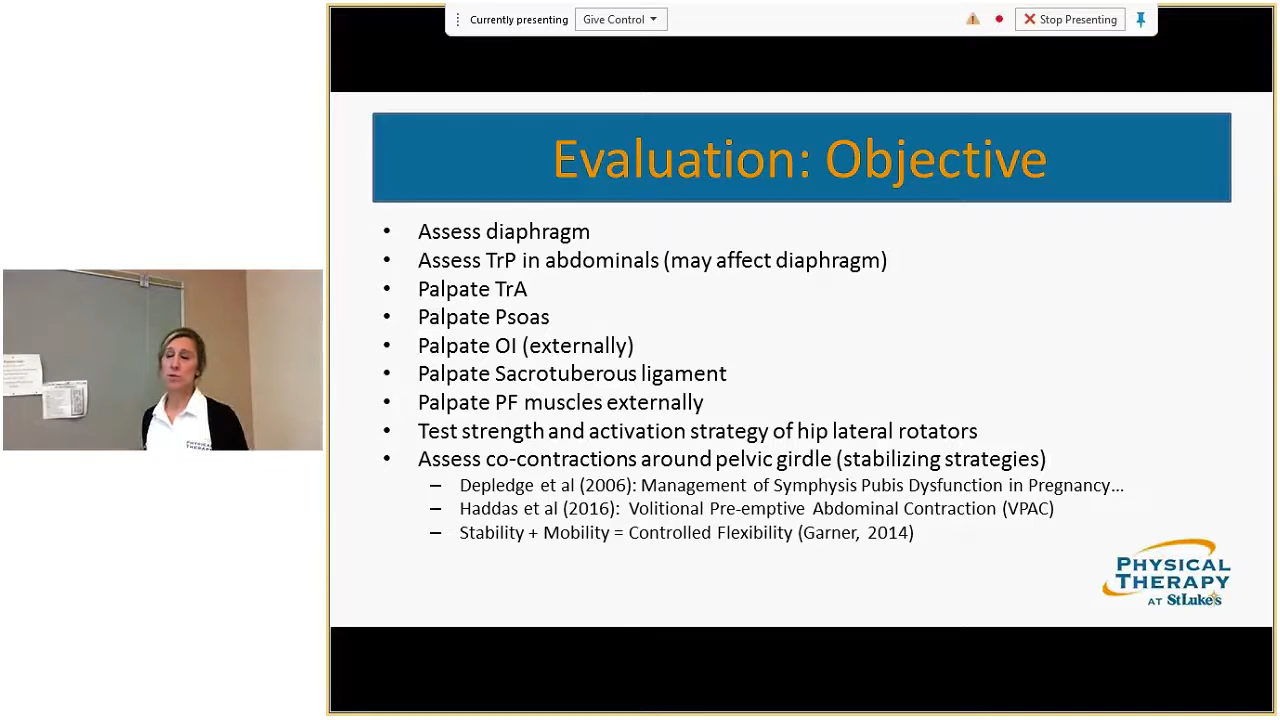 Currently presenting
Give Control
Stop Presenting
Evaluation: Objective
• Assess diaphragm
• Assess TrP in abdominals (may affect diaphragm)
• Palpate TrA
• Palpate Psoas
• Palpate OI (externally)
• Palpate Sacrotuberous ligament
• Palpate PF muscles externally
• Test strength and activation strategy of hip lateral rotators
• Assess co-contractions around pelvic girdle (stabilizing strategies)
– Depledge et al (2006): Management of Symphysis Pubis Dysfunction in Pregnancy...
– Haddas et al (2016): Volitional Pre-emptive Abdominal Contraction (VPAC)
– Stability + Mobility = Controlled Flexibility (Garner, 2014)
PHYSICAL
THERAPY
AT StLuke's
PHYSICAL
THERAPY